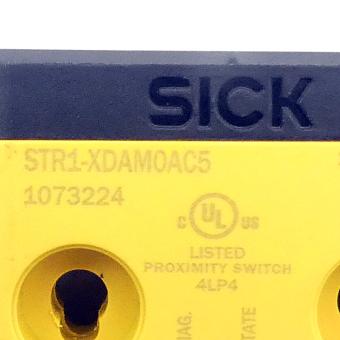 SICK
STR1-XDAM0AC5
1073224
C UL US
LISTED
PROXIMITY SWITCH
4LP4